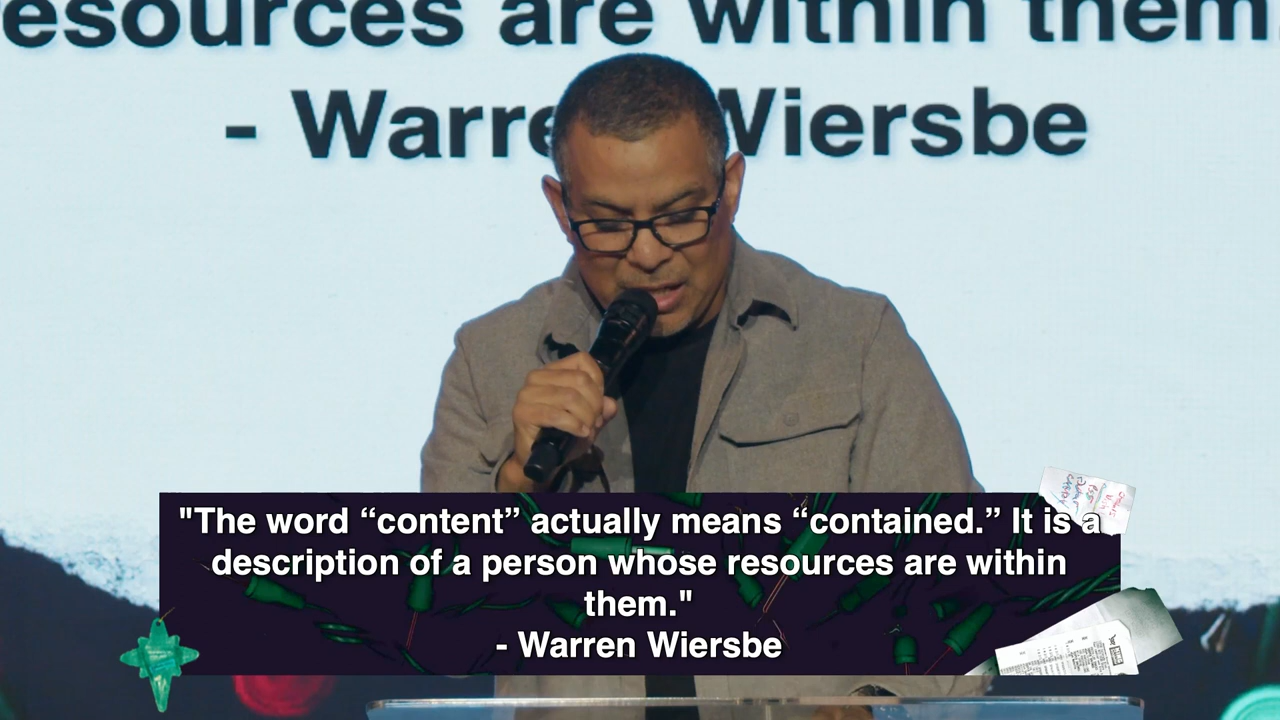 esources are within them.
- Warren Wiersbe
"The word “content” actually means “contained.” It is a
description of a person whose resources are within
them."
- Warren Wiersbe